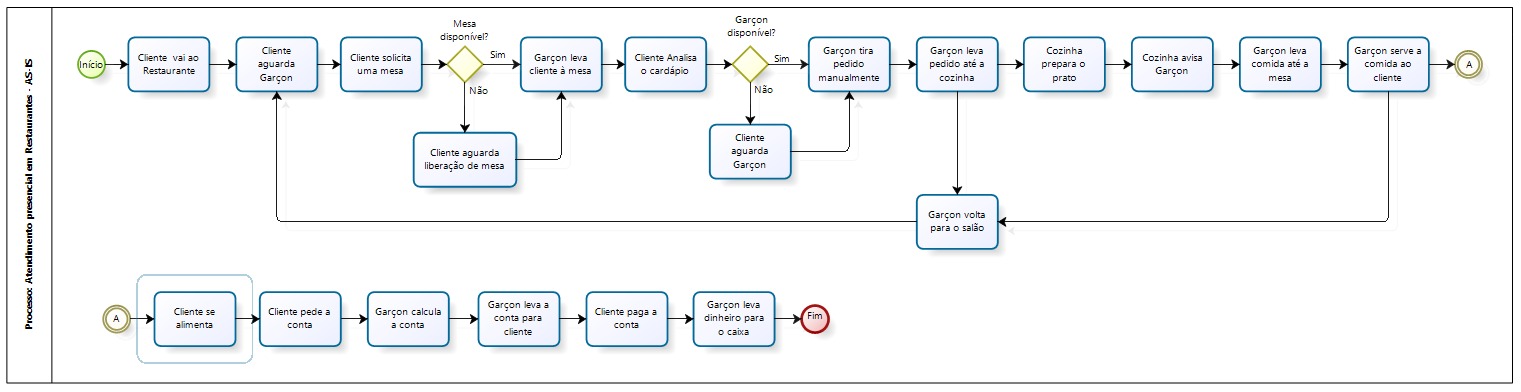 Processo: Atendimento presencial em Restaurantes - AS-IS
Início
Cliente vai ao
Restaurante
Cliente
aguarda
Garçon
Cliente solicita
uma mesa
Mesa
disponível?
Sim
Não
Cliente aguarda
liberação de mesa
Garçon leva
cliente à mesa
Cliente Analisa
o cardápio
Garçon
disponível?
Sim
Não
Cliente
aguarda
Garçon
Garçon tira
pedido
manualmente
Garçon leva
pedido até a
cozinha
Cozinha
prepara o
prato
Cozinha avisa
Garçon
Garçon leva
comida até a
mesa
Garçon serve a
comida ao
cliente
A
Garçon volta
para o salão
A
Cliente se
alimenta
Cliente pede a
conta
Garçon calcula
a conta
Garçon leva a
conta para
cliente
Cliente paga a
conta
Garçon leva
dinheiro para
o caixa
Fim